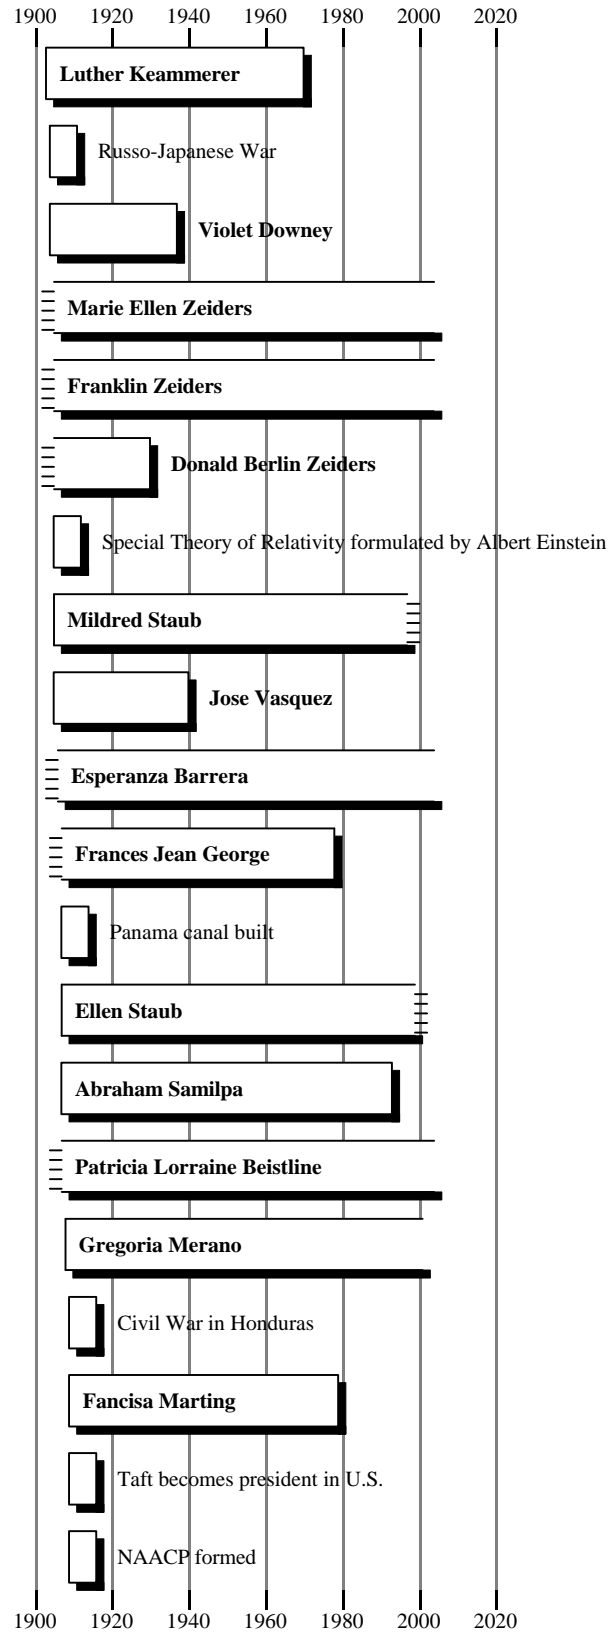 1900 1920 1940 1960 1980 2000 2020
Luther Keammerer
Russo-Japanese War
Violet Downey
Marie Ellen Zeiders
Franklin Zeiders
Donald Berlin Zeiders
Special Theory of Relativity formulated by Albert Einstein
Mildred Staub
Jose Vasquez
Esperanza Barrera
Frances Jean George
Panama canal built
Ellen Staub
Abraham Samilpa
Patricia Lorraine Beistline
Gregoria Merano
Civil War in Honduras
Fancisa Marting
Taft becomes president in U.S.
NAACP formed
1900 1920 1940 1960 1980 2000 2020